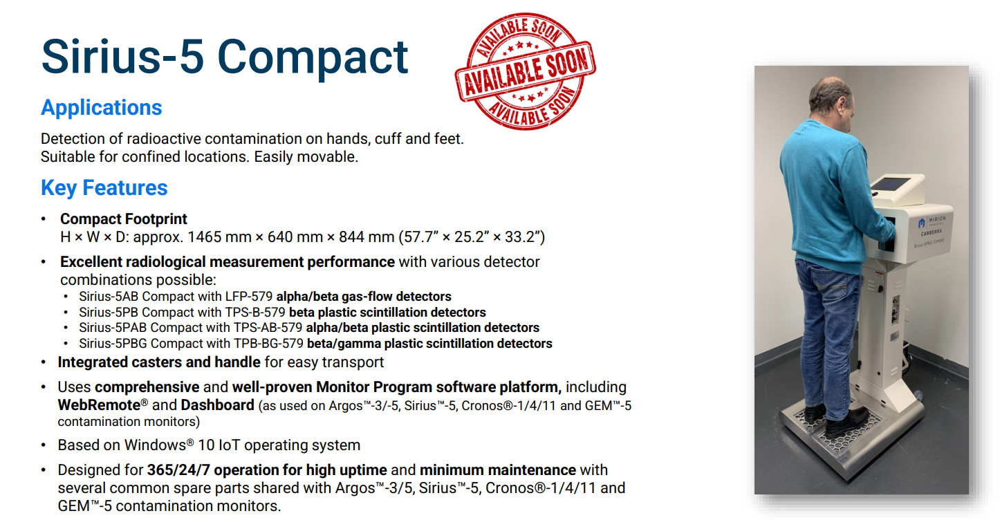 Sirius-5 Compact
AVAILABLE SOON
AVAILABLE SOON
AVAILABLE SOON
Applications
Detection of radioactive contamination on hands, cuff and feet.
Suitable for confined locations. Easily movable.
Key Features
• Compact Footprint
H × W × D: approx. 1465 mm × 640 mm × 844 mm (57.7” × 25.2” × 33.2”)
• Excellent radiological measurement performance with various detector
combinations possible:
• Sirius-5AB Compact with LFP-579 alpha/beta gas-flow detectors
• Sirius-5PB Compact with TPS-B-579 beta plastic scintillation detectors
• Sirius-5PAB Compact with TPS-AB-579 alpha/beta plastic scintillation detectors
• Sirius-5PBG Compact with TPB-BG-579 beta/gamma plastic scintillation detectors
• Integrated casters and handle for easy transport
• Uses comprehensive and well-proven Monitor Program software platform, including
WebRemote® and Dashboard (as used on Argos™-3/-5, Sirius™-5, Cronos®-1/4/11 and GEM™-5
contamination monitors)
• Based on Windows® 10 IoT operating system
• Designed for 365/24/7 operation for high uptime and minimum maintenance with
several common spare parts shared with Argos™-3/5, Sirius™-5, Cronos®-1/4/11 and
GEM™-5 contamination monitors.
MIRION
CANBERRA
Sirius-5PBG Compact